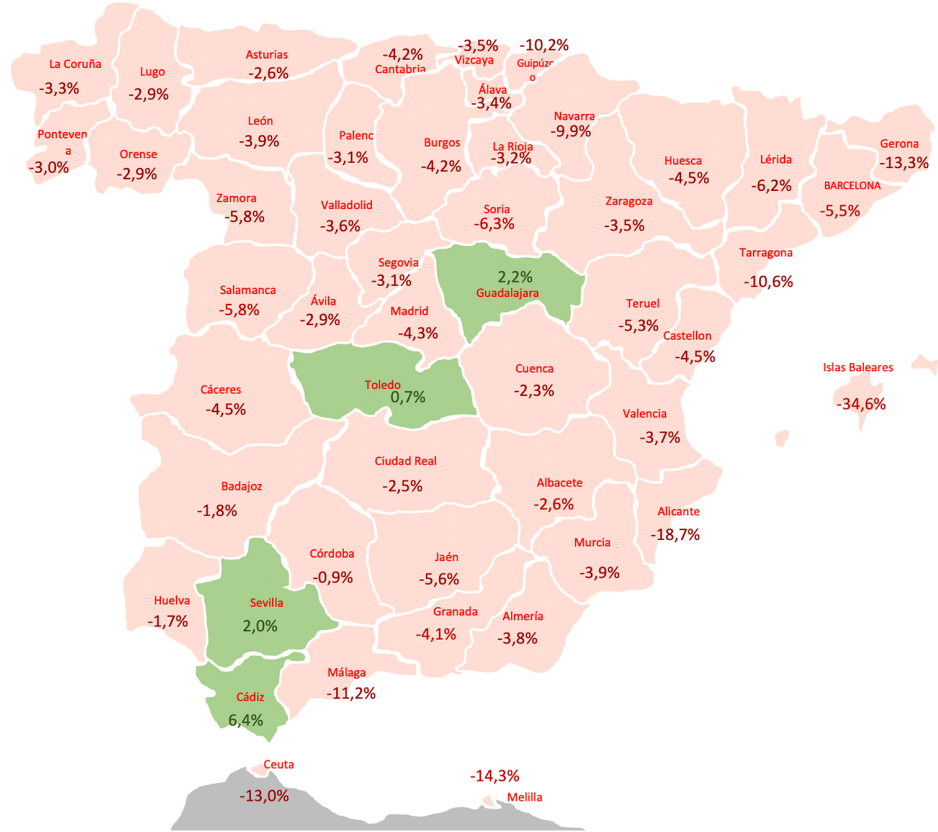 -3,5%
-10,2%
Asturias
-4,2%
Vizcaya
La Coruña
Lugo
-2,6%
Cantabria
Guipúzc
o
-3,3%
-2,9%
Álava
-3,4%
León
Navarra
Ponteven
a
-3,9%
Palenc
-3,1%
Burgos
-4,2%
La Rioja
-3,2%
-9,9%
Gerona
-13,3%
-3,0%
Orense
-2,9%
Huesca
-4,5%
Lérida
-6,2%
BARCELONA
-5,5%
Zamora
-5,8%
Valladolid
-3,6%
Soria
-6,3%
Zaragoza
-3,5%
Segovia
-3,1%
2,2%
Guadalajara
Tarragona
-10,6%
Salamanca
-5,8%
Ávila
-2,9%
Madrid
-4,3%
Teruel
-5,3%
Castellon
-4,5%
Cáceres
-4,5%
Toledo
0,7%
Cuenca
-2,3%
Islas Baleares
-34,6%
Valencia
-3,7%
Badajoz
-1,8%
Ciudad Real
-2,5%
Albacete
-2,6%
Alicante
-18,7%
Córdoba
-0,9%
Jaén
-5,6%
Murcia
-3,9%
Huelva
-1,7%
Sevilla
2,0%
Granada
-4,1%
Almería
-3,8%
Málaga
-11,2%
Cádiz
6,4%
Ceuta
-13,0%
-14,3%
Melilla